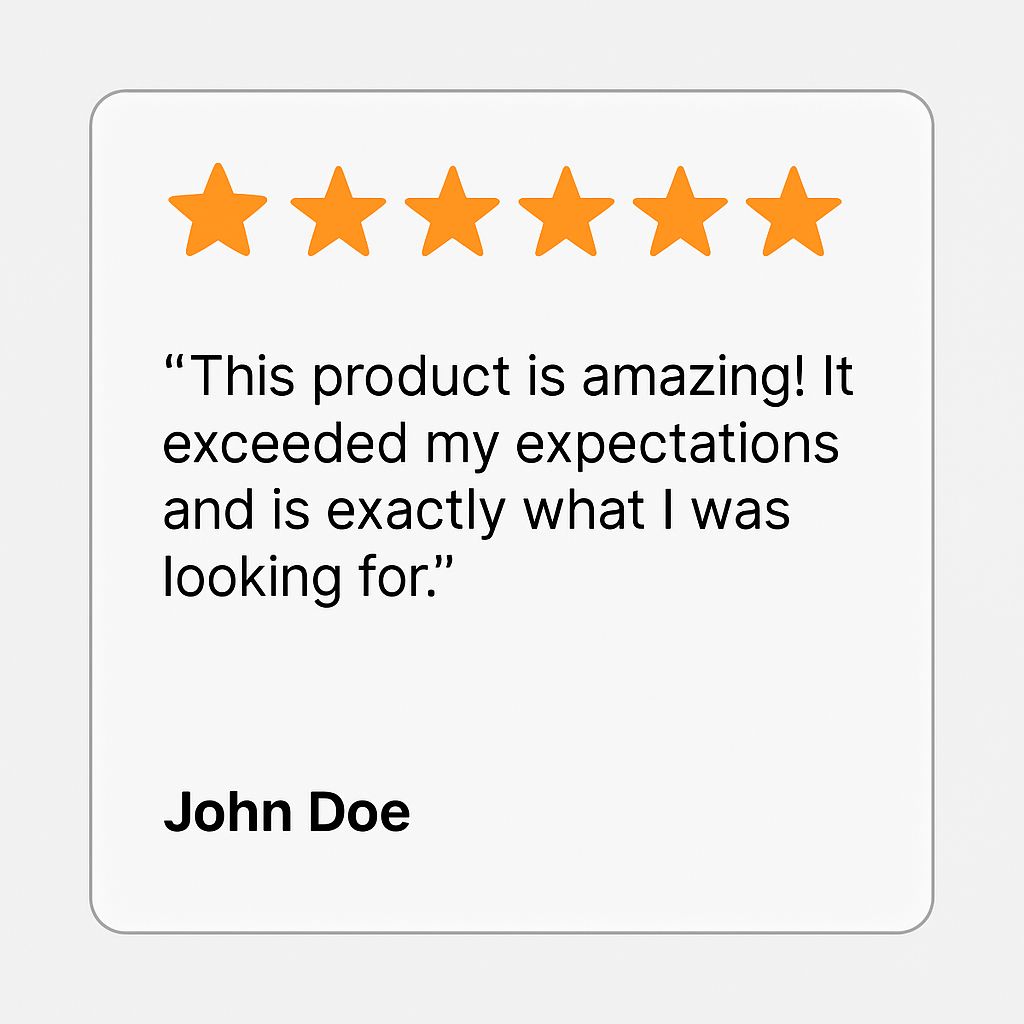 “This product is amazing! It
exceeded my expectations
and is exactly what I was
looking for.”
John Doe